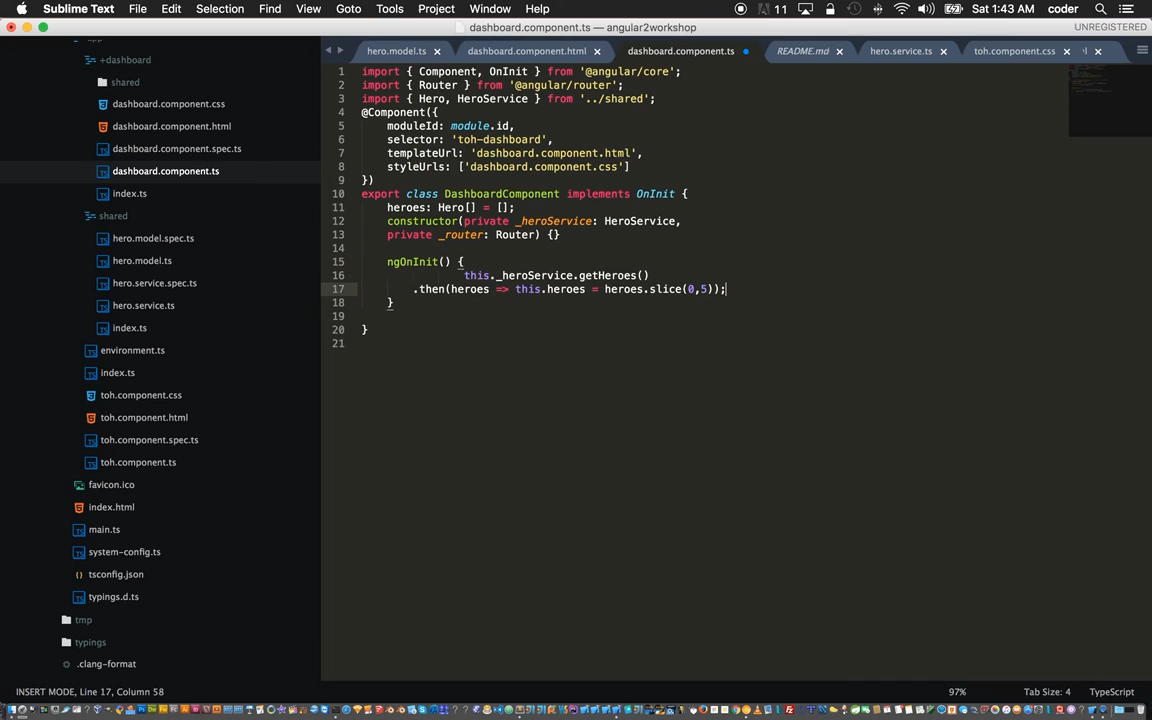 Sublime Text File Edit Selection Find View Goto Tools Project Window Help 11 Sat 1:43 AM coder
dashboard.component.ts — angular2workshop
UNREGISTERED
hero.model.ts dashboard.component.html dashboard.component.ts README.md hero.service.ts toh.component.css
+dashboard
shared
dashboard.component.css
dashboard.component.html
dashboard.component.spec.ts
dashboard.component.ts
index.ts
shared
hero.model.spec.ts
hero.model.ts
hero.service.spec.ts
hero.service.ts
index.ts
environment.ts
index.ts
toh.component.css
toh.component.html
toh.component.spec.ts
toh.component.ts
favicon.ico
index.html
main.ts
system-config.ts
tsconfig.json
typings.d.ts
tmp
typings
.clang-format
1 import { Component, OnInit } from '@angular/core';
2 import { Router } from '@angular/router';
3 import { Hero, HeroService } from '../shared';
4 @Component({
5 moduleId: module.id,
6 selector: 'toh-dashboard',
7 templateUrl: 'dashboard.component.html',
8 styleUrls: ['dashboard.component.css']
9 })
10 export class DashboardComponent implements OnInit {
11 heroes: Hero[] = [];
12 constructor(private _heroService: HeroService,
13 private _router: Router) {}
14
15 ngOnInit() {
16 this._heroService.getHeroes()
17 .then(heroes => this.heroes = heroes.slice(0,5));
18 }
19
20 }
21
INSERT MODE, Line 17, Column 58
97% Tab Size: 4 TypeScript